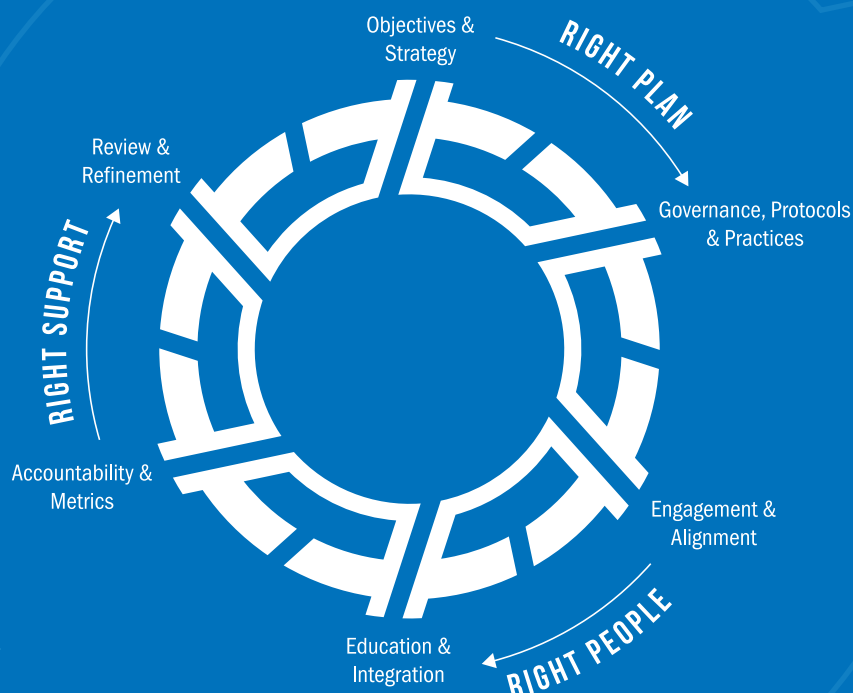 Objectives &
Strategy
RIGHT PLAN
Governance, Protocols
& Practices
Engagement &
Alignment
RIGHT PEOPLE
Education &
Integration
Accountability &
Metrics
RIGHT SUPPORT
Review &
Refinement